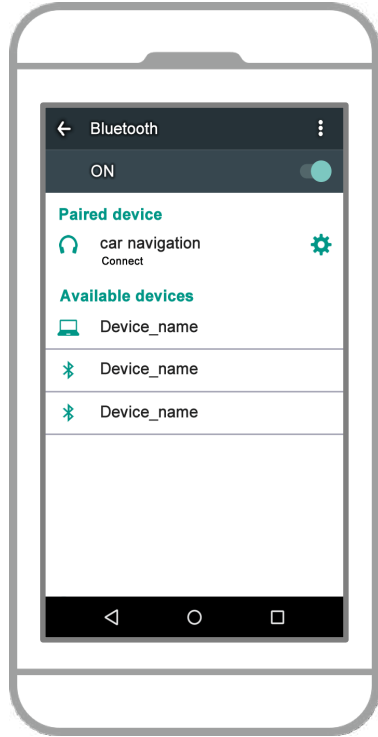 Bluetooth
ON
Paired device
car navigation
Connect
Available devices
Device_name
Device_name
Device_name